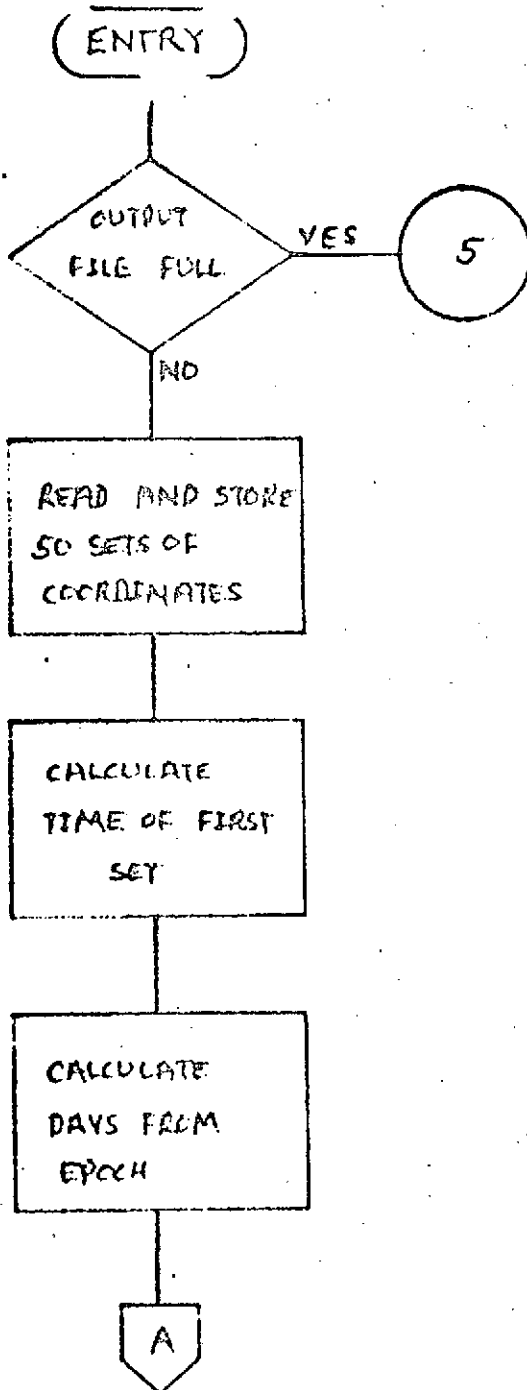 ENTRY
OUTPUT
FILE FULL
YES
5
NO
READ AND STORE
50 SETS OF
COORDINATES
CALCULATE
TIME OF FIRST
SET
CALCULATE
DAYS FROM
EPOCH
A